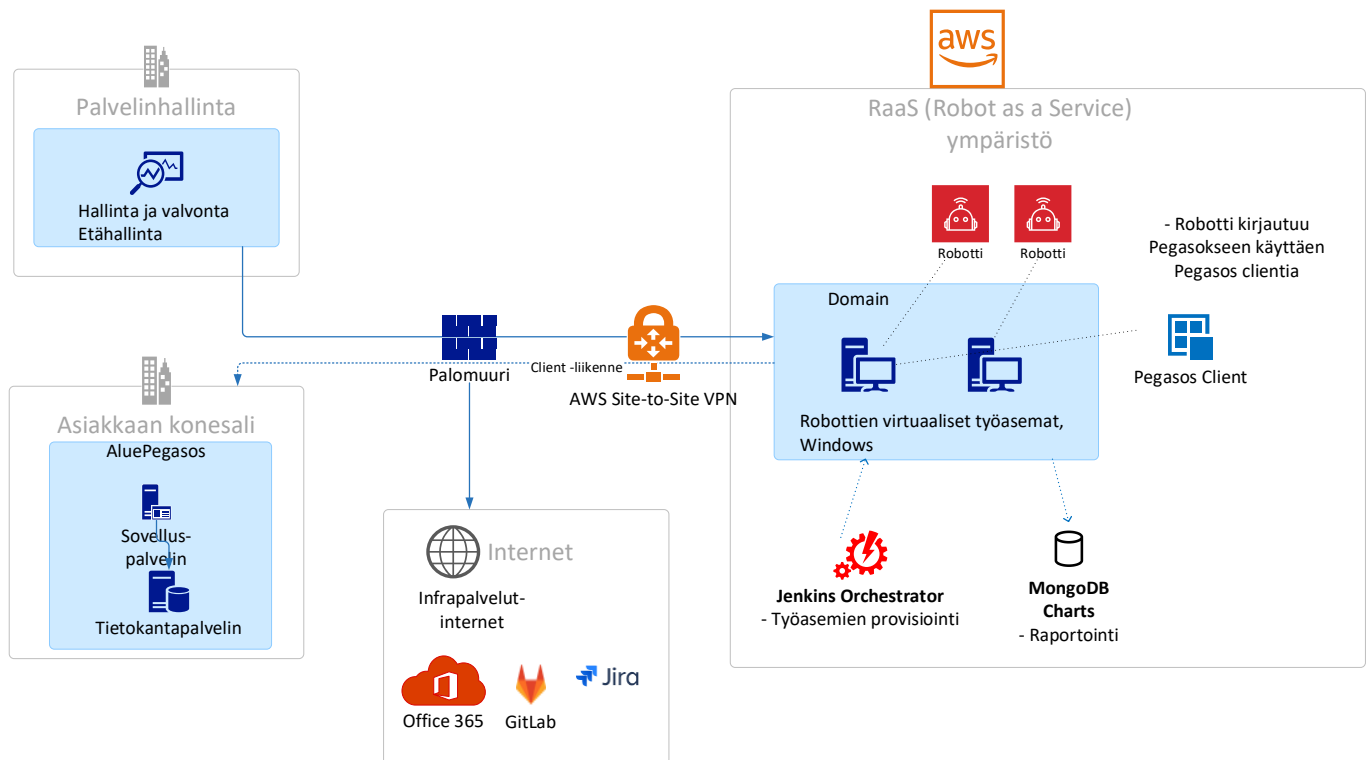 aws
Palvelinhallinta
Hallinta ja valvonta
Etähallinta
RaaS (Robot as a Service)
ympäristö
Robotti
Robotti
- Robotti kirjautuu
Pegasokseen käyttäen
Pegasos clientia
Pegasos Client
Domain
Robottien virtuaaliset työasemat,
Windows
Palomuuri
Client -liikenne
AWS Site-to-Site VPN
Asiakkaan konesali
AluePegasos
Sovellus-
palvelin
Tietokantapalvelin
Internet
Infrapalvelut-
internet
Office 365
GitLab
Jira
Jenkins Orchestrator
- Työasemien provisiointi
MongoDB
Charts
- Raportointi